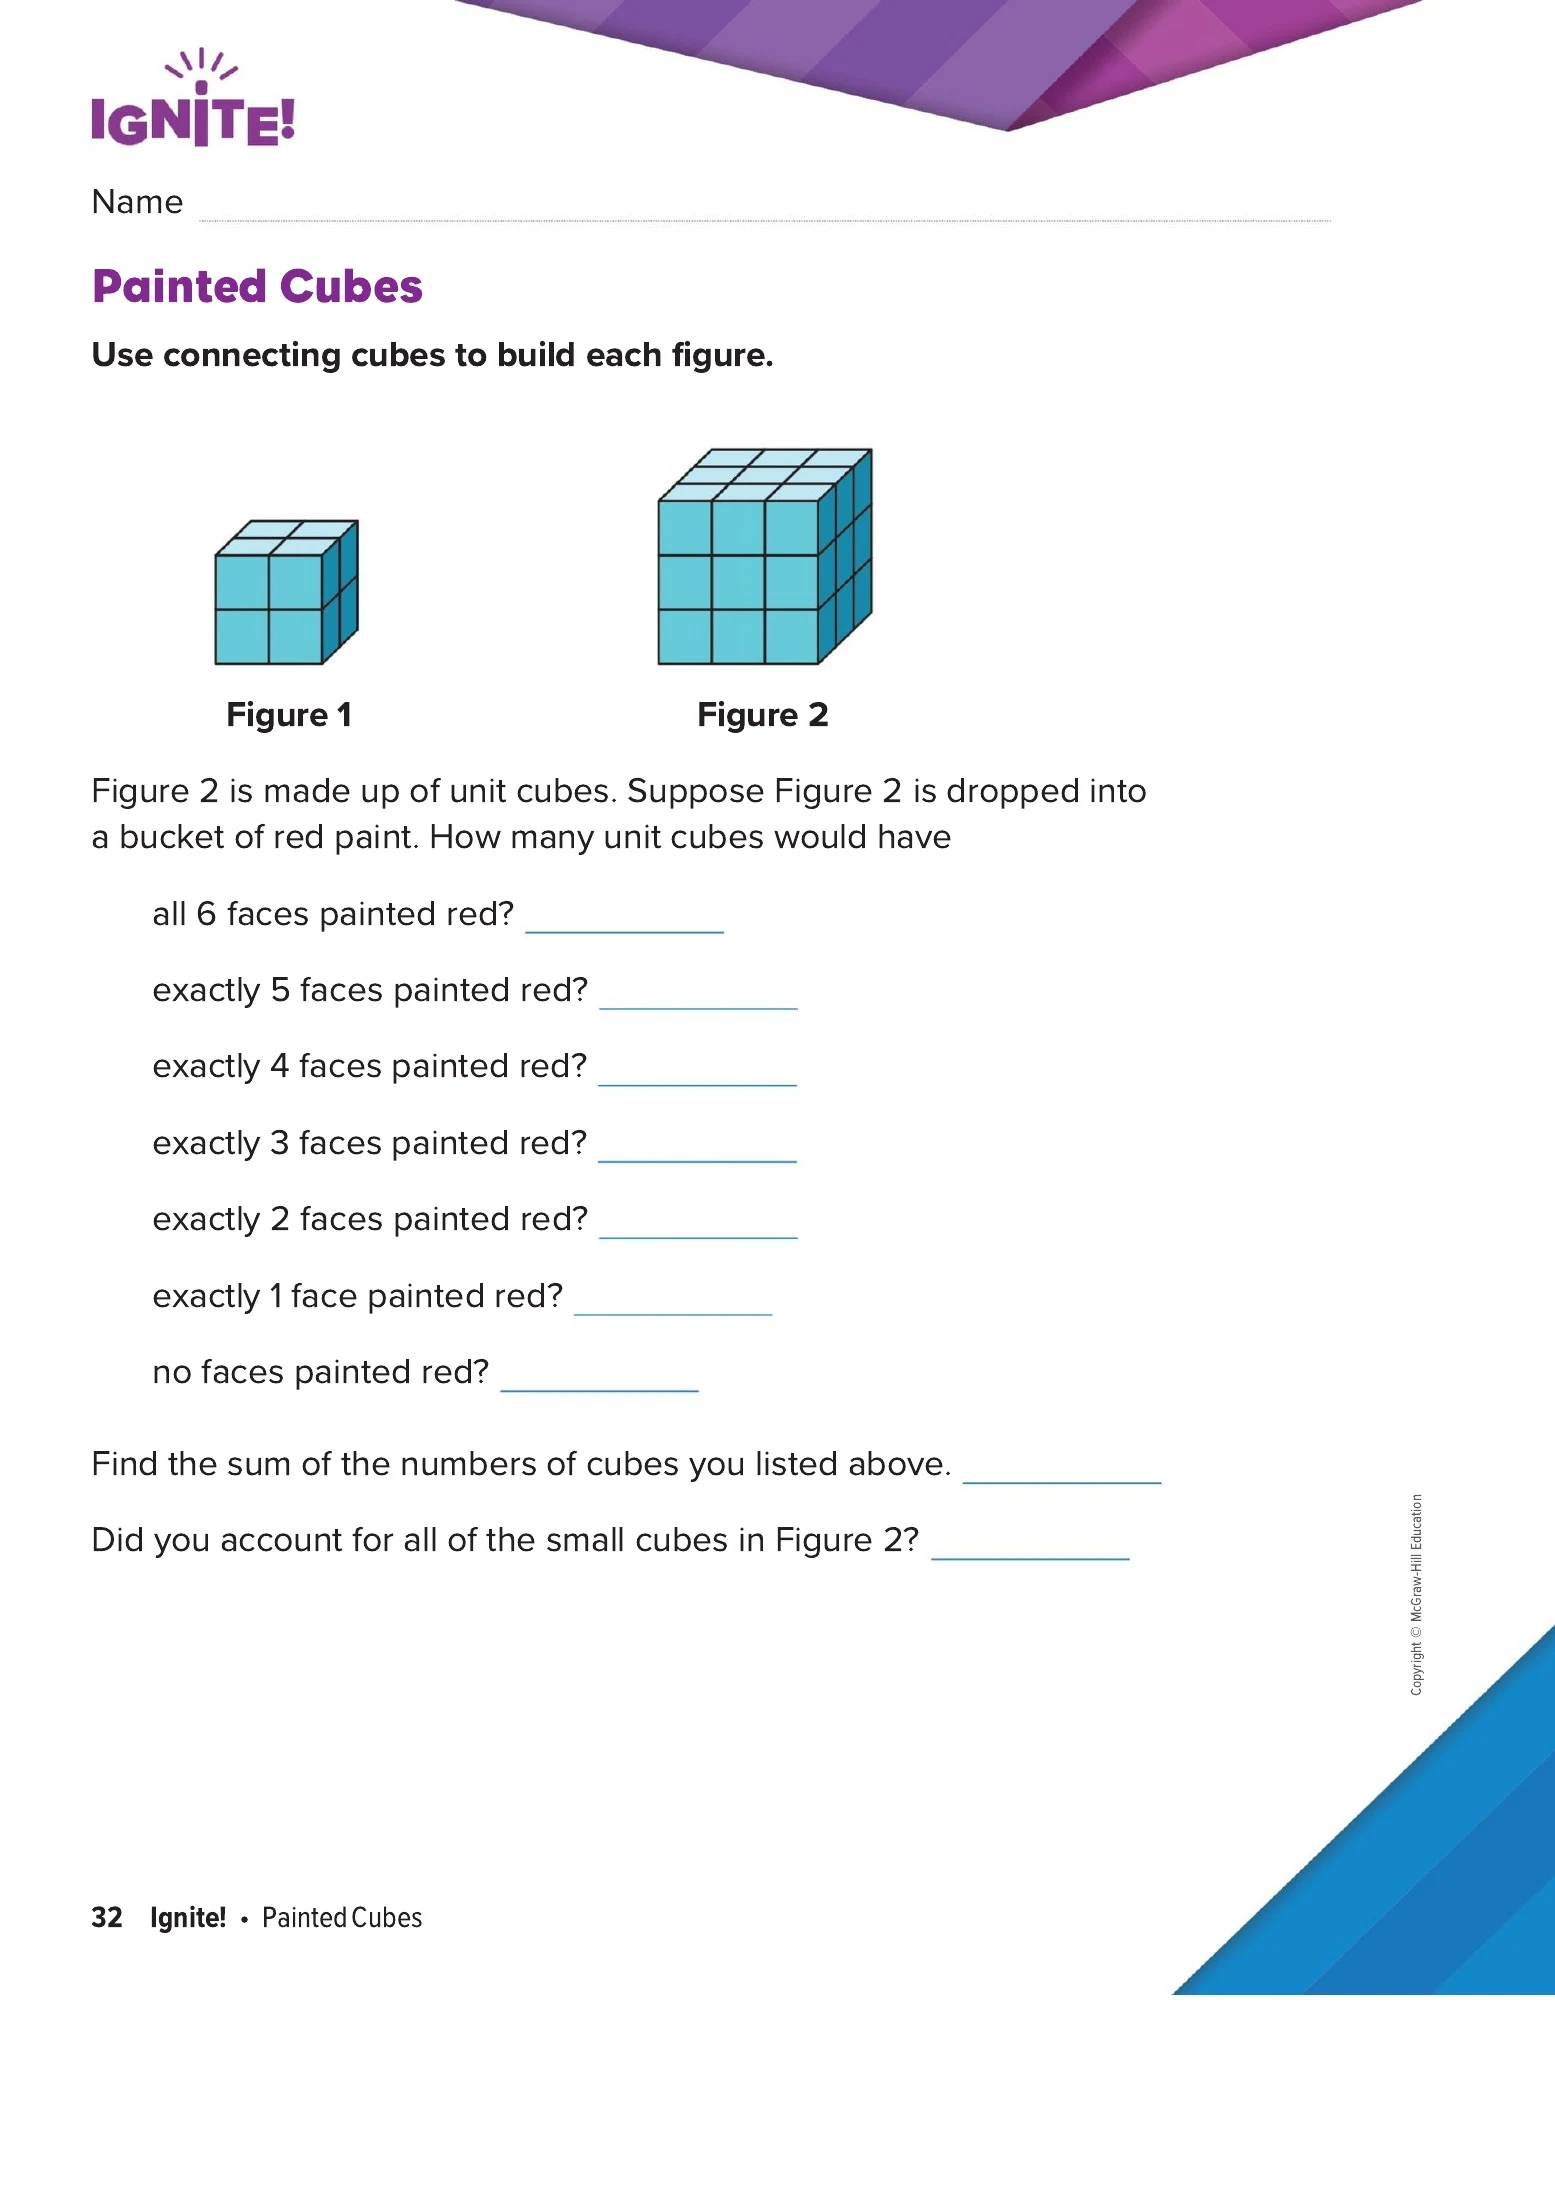 IGNiTE!
Name
Painted Cubes
Use connecting cubes to build each figure.
Figure 1
Figure 2
Figure 2 is made up of unit cubes. Suppose Figure 2 is dropped into
a bucket of red paint. How many unit cubes would have
all 6 faces painted red?
exactly 5 faces painted red?
exactly 4 faces painted red?
exactly 3 faces painted red?
exactly 2 faces painted red?
exactly 1 face painted red?
no faces painted red?
Find the sum of the numbers of cubes you listed above.
Did you account for all of the small cubes in Figure 2?
Copyright © McGraw-Hill Education
32 Ignite! • Painted Cubes